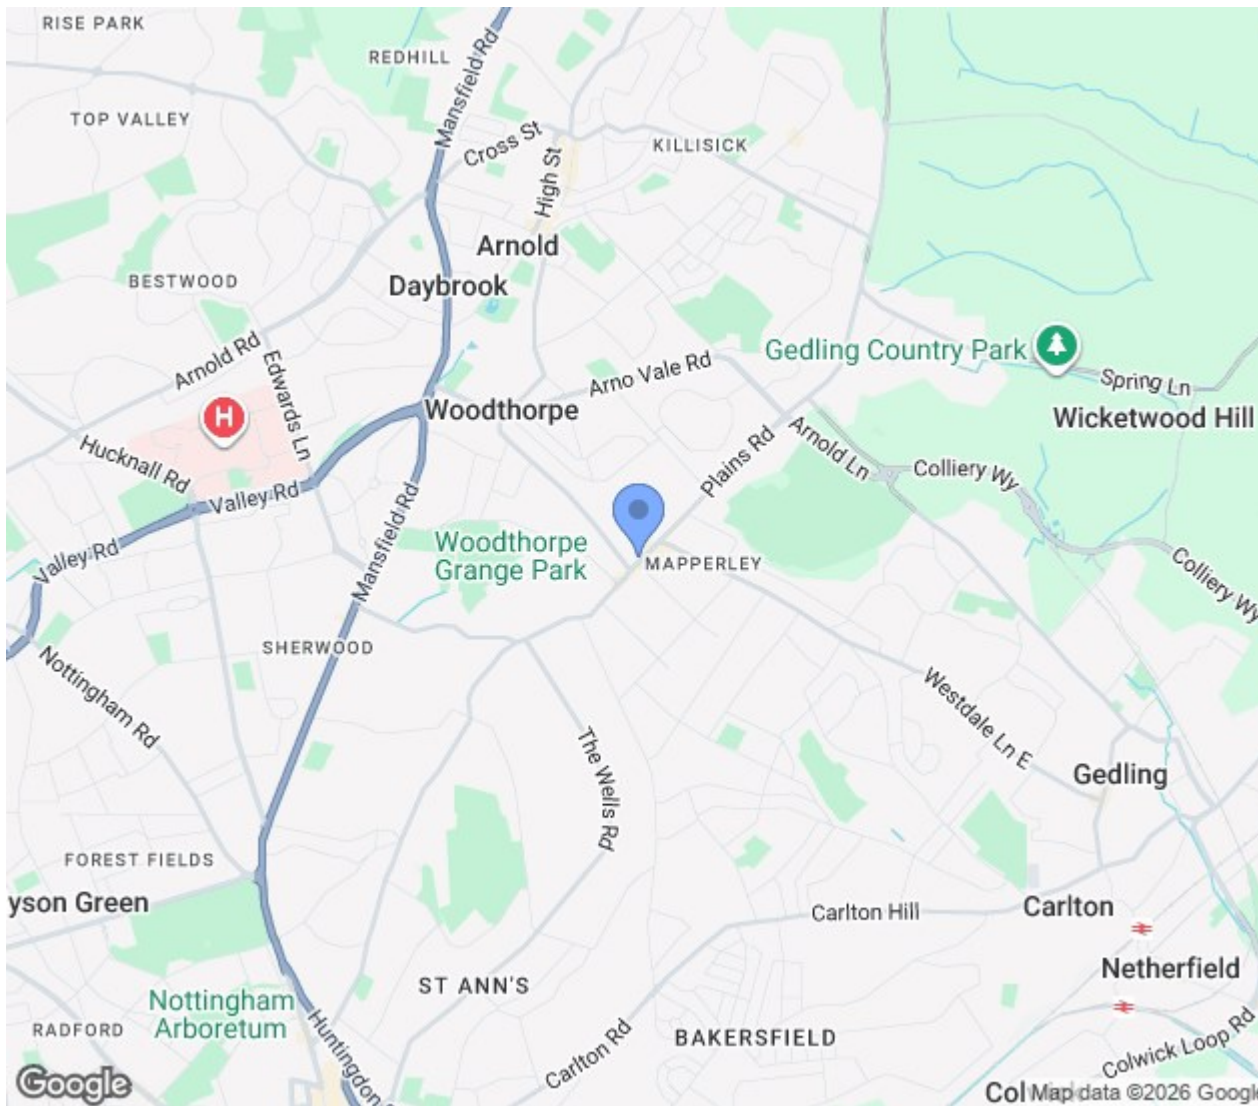 RISE PARK
REDHILL
Mansfield Rd
TOP VALLEY
Cross St
KILLISICK
High St
Arnold
BESTWOOD
Daybrook
Arnold Rd
Edwards Ln
Gedling Country Park
Arno Vale Rd
Spring Ln
H
Woodthorpe
Wicketwood Hill
Hucknall Rd
Plains Rd
Arnold Ln
Colliery Wy
Valley Rd
Mansfield Rd
Valley Rd
Woodthorpe
Grange Park
MAPPERLEY
Colliery Wy
SHERWOOD
Nottingham Rd
Westdale Ln E
The Wells Rd
Gedling
FOREST FIELDS
yson Green
Carlton Hill
Carlton
Netherfield
ST ANN'S
Nottingham
Arboretum
RADFORD
Huntingdon
Carlton Rd
BAKERSFIELD
Colwick Loop Rd
Google
Col
Map data ©2026 Google